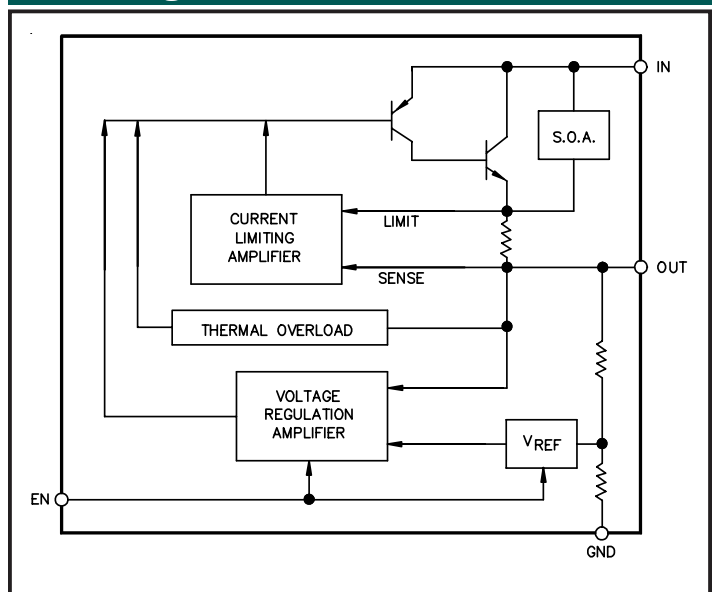 IN
S.O.A.
CURRENT
LIMITING
AMPLIFIER
LIMIT
SENSE
OUT
THERMAL OVERLOAD
VOLTAGE
REGULATION
AMPLIFIER
VREF
EN
GND